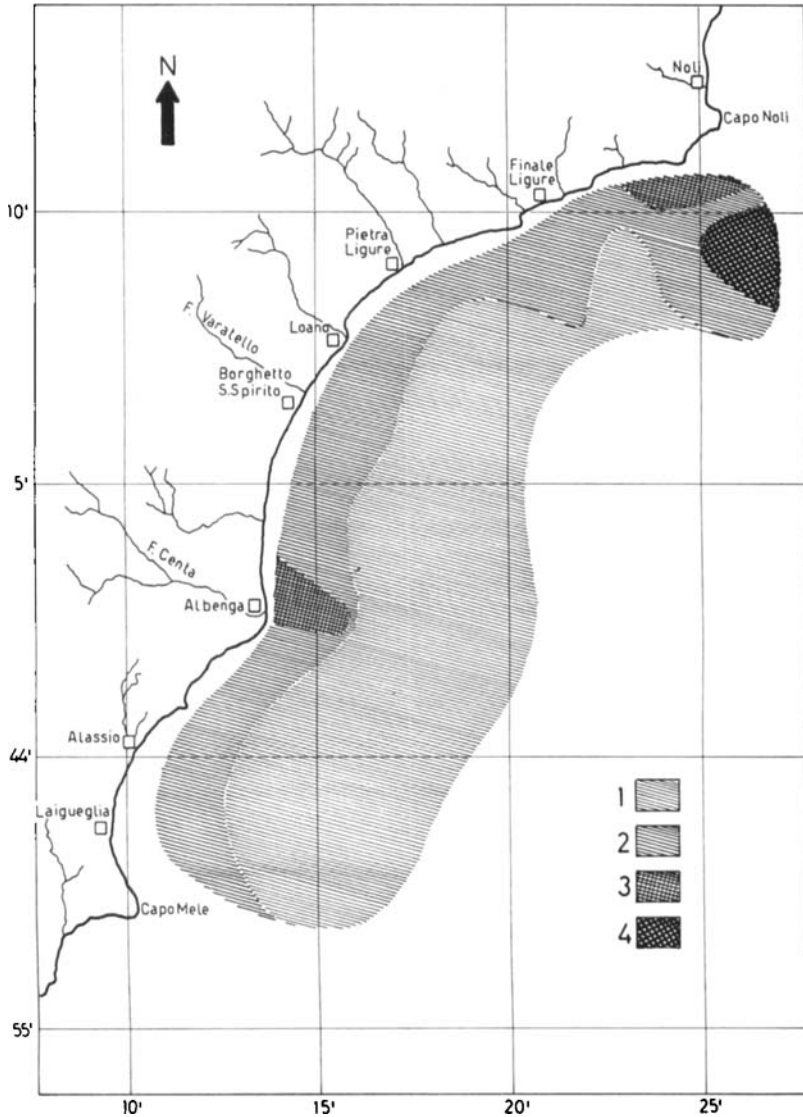 N
Noli
Capo Noli
Finale
Ligure
10'
Pietra
Ligure
Loano
F. Varatello
Borghetto
S.Spirito
5'
F. Centa
Albenga
Alassio
44'
Laigueglia
Capo Mele
1
2
3
4
55'
10'
15'
20'
25'